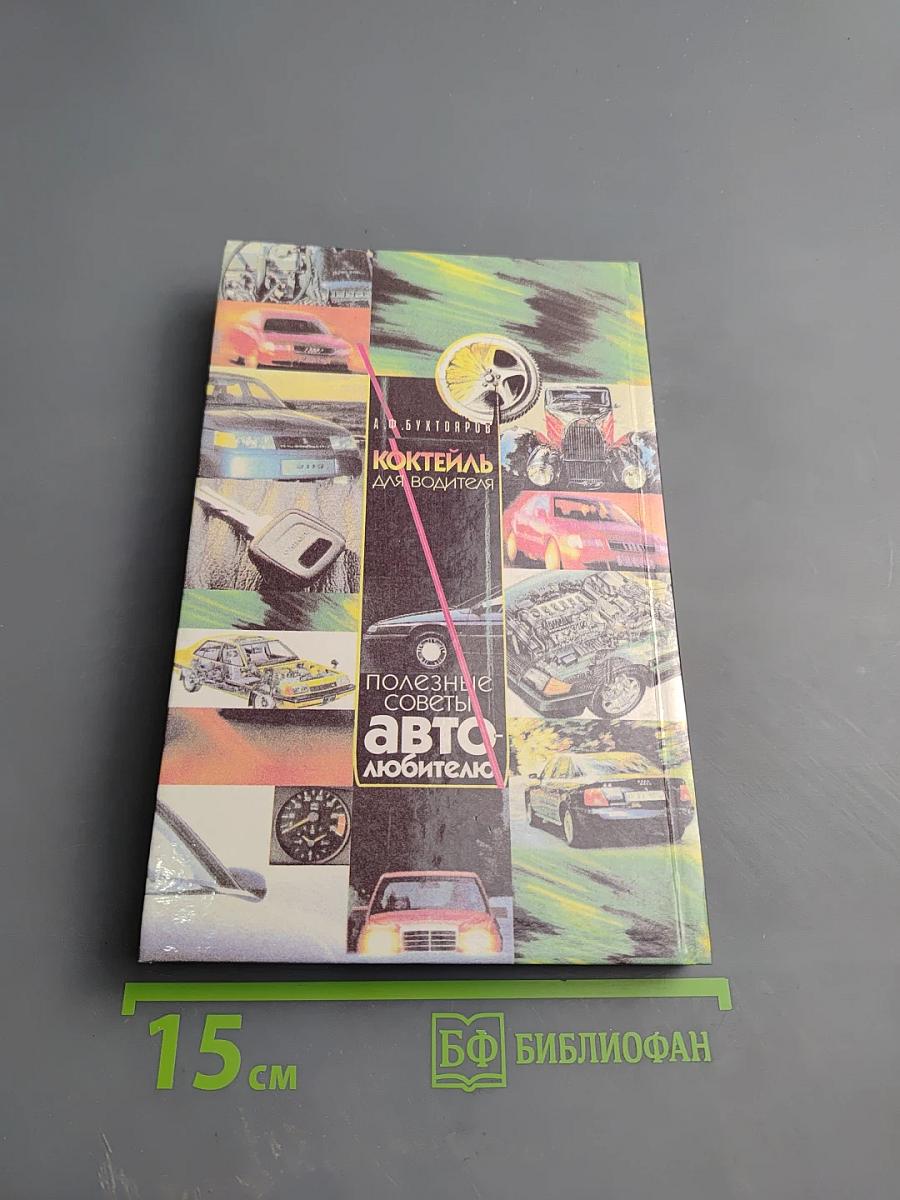 А.Ф.БУХТОЯРОВ
КОКТЕЙЛЬ
ДЛЯ ВОДИТЕЛЯ
ПОЛЕЗНЫЕ
СОВЕТЫ
АВТО-
ЛЮБИТЕЛЮ
15 см
БФ БИБЛИОФАН